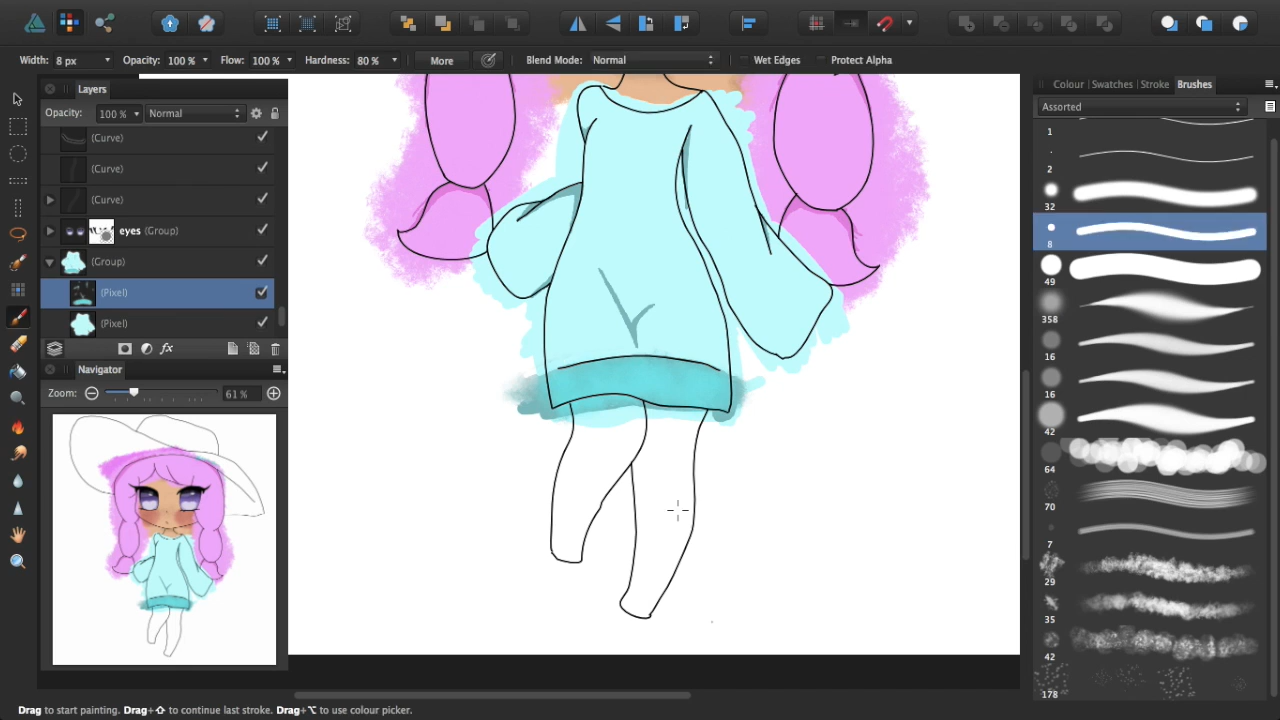 Width: 8 px Opacity: 100 % Flow: 100 % Hardness: 80 % More Blend Mode: Normal Wet Edges Protect Alpha
Layers
Opacity: 100 % Normal
(Curve)
(Curve)
(Curve)
eyes (Group)
(Group)
(Pixel)
(Pixel)
fx
Navigator
Zoom: 61 %
Colour Swatches Stroke Brushes
Assorted
1
2
32
8
49
358
16
16
42
64
70
7
29
35
42
178
Drag to start painting. Drag+⇧ to continue last stroke. Drag+⌥ to use colour picker.